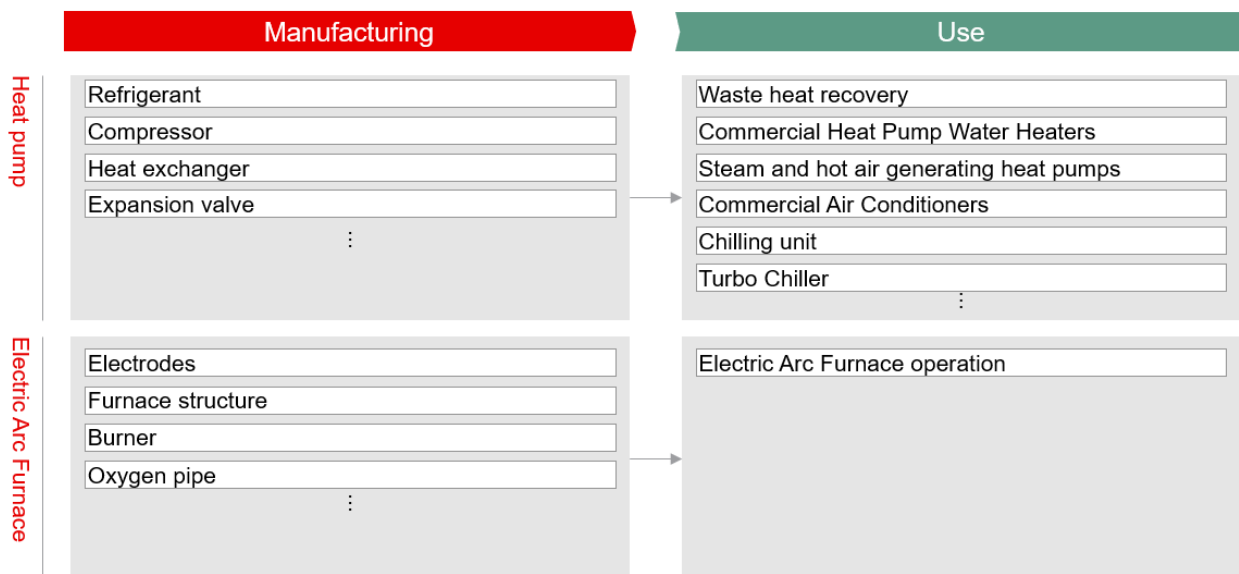 Manufacturing
Use
Heat pump
Refrigerant
Compressor
Heat exchanger
Expansion valve
⋮
Waste heat recovery
Commercial Heat Pump Water Heaters
Steam and hot air generating heat pumps
Commercial Air Conditioners
Chilling unit
Turbo Chiller
⋮
Electric Arc Furnace
Electrodes
Furnace structure
Burner
Oxygen pipe
⋮
Electric Arc Furnace operation